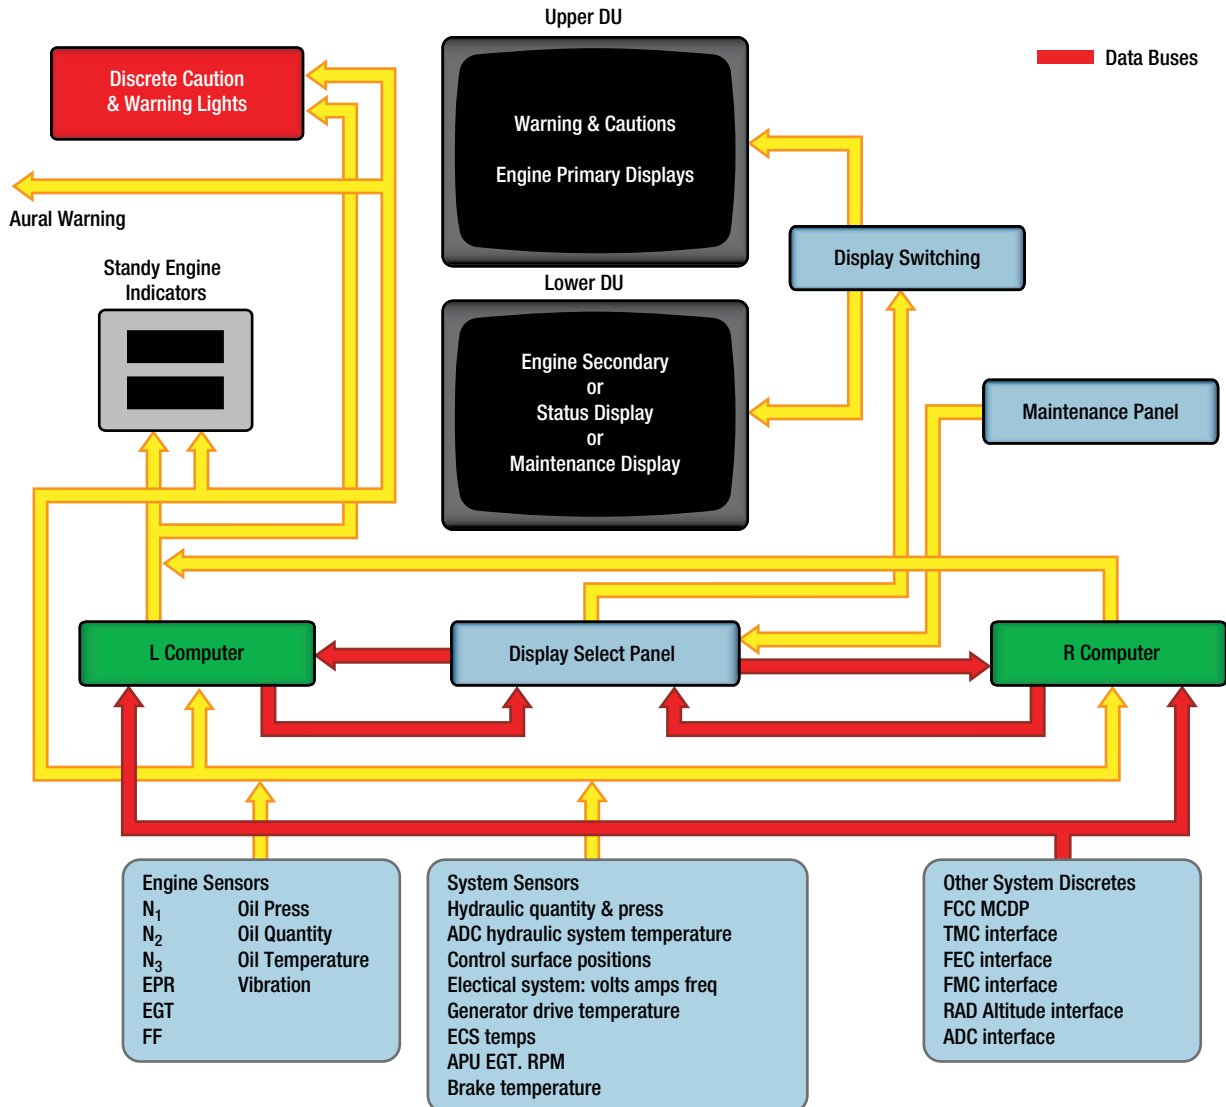 Upper DU
Data Buses
Discrete Caution
& Warning Lights
Warning & Cautions
Engine Primary Displays
Aural Warning
Display Switching
Standy Engine
Indicators
Lower DU
Engine Secondary
or
Status Display
or
Maintenance Display
Maintenance Panel
L Computer
Display Select Panel
R Computer
Engine Sensors
N1 Oil Press
N2 Oil Quantity
N3 Oil Temperature
EPR Vibration
EGT
FF
System Sensors
Hydraulic quantity & press
ADC hydraulic system temperature
Control surface positions
Electical system: volts amps freq
Generator drive temperature
ECS temps
APU EGT. RPM
Brake temperature
Other System Discretes
FCC MCDP
TMC interface
FEC interface
FMC interface
RAD Altitude interface
ADC interface